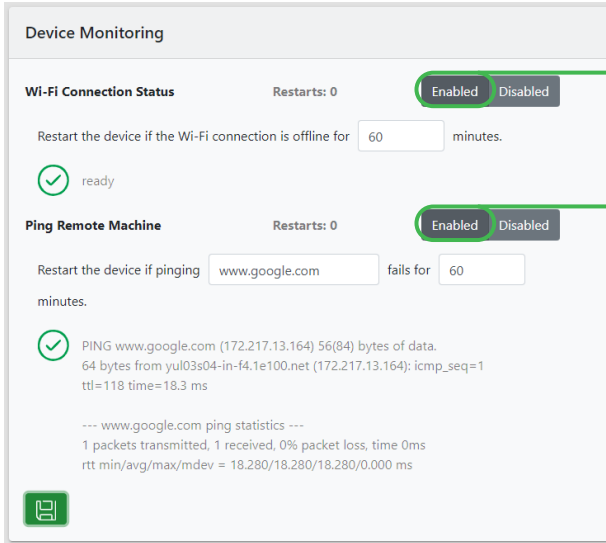 Device Monitoring
Wi-Fi Connection Status Restarts: 0 Enabled Disabled
Restart the device if the Wi-Fi connection is offline for 60 minutes.
ready
Ping Remote Machine Restarts: 0 Enabled Disabled
Restart the device if pinging www.google.com fails for 60
minutes.
PING www.google.com (172.217.13.164) 56(84) bytes of data.
64 bytes from yul03s04-in-f4.1e100.net (172.217.13.164): icmp_seq=1
ttl=118 time=18.3 ms
--- www.google.com ping statistics ---
1 packets transmitted, 1 received, 0% packet loss, time 0ms
rtt min/avg/max/mdev = 18.280/18.280/18.280/0.000 ms